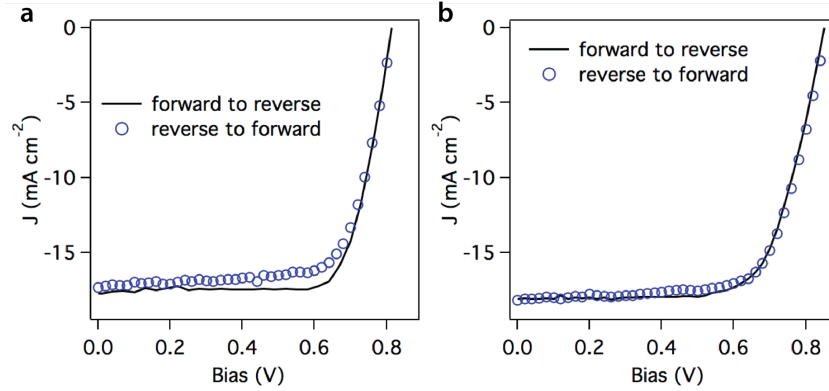 a
0
-5
-10
-15
J (mA cm⁻²)
forward to reverse
reverse to forward
0.0 0.2 0.4 0.6 0.8
Bias (V)
b
0
-5
-10
-15
J (mA cm⁻²)
forward to reverse
reverse to forward
0.0 0.2 0.4 0.6 0.8
Bias (V)